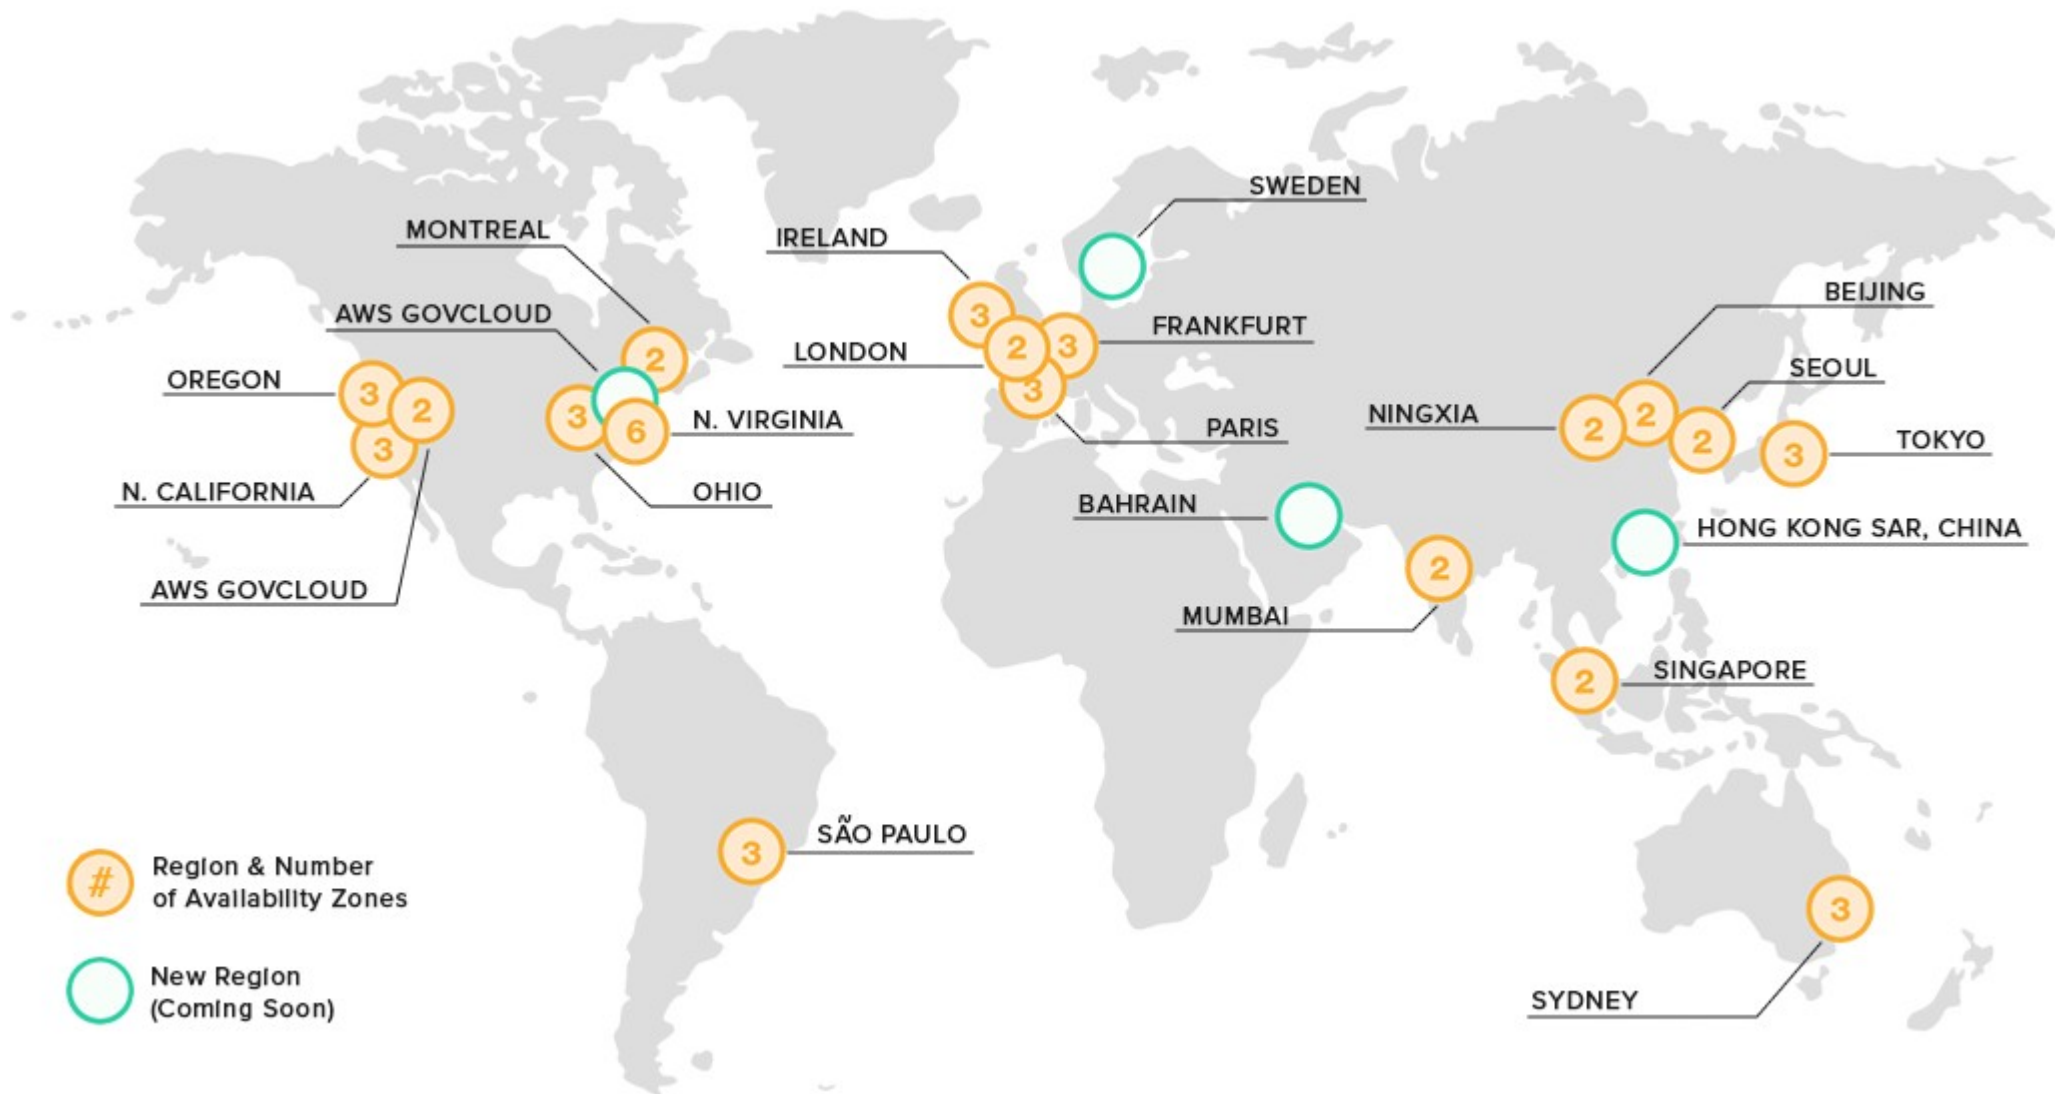 SWEDEN
MONTREAL
IRELAND
BEIJING
AWS GOVCLOUD
3
FRANKFURT
2
3
LONDON
2
SEOUL
OREGON
3
2
3
3
2
NINGXIA
2
2
2
TOKYO
3
6
N. VIRGINIA
PARIS
3
N. CALIFORNIA
OHIO
BAHRAIN
HONG KONG SAR, CHINA
2
AWS GOVCLOUD
MUMBAI
2
SINGAPORE
3
SÃO PAULO
# Region & Number
of Availability Zones
3
New Region
(Coming Soon)
SYDNEY